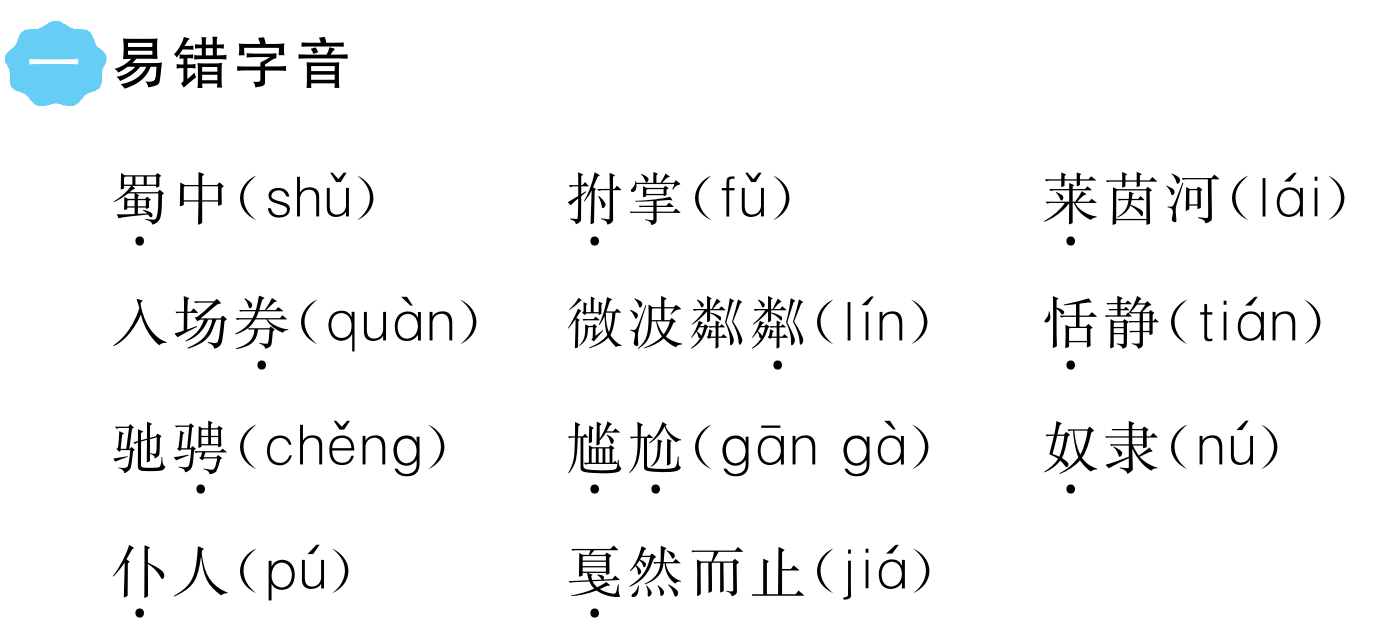 一 易错字音
蜀中(shǔ) 拊掌(fǔ) 莱茵河(lái)
入场券(quàn) 微波粼粼(lín) 恬静(tián)
驰骋(chěng) 尴尬(gān gà) 奴隶(nú)
仆人(pú) 戛然而止(jiá)